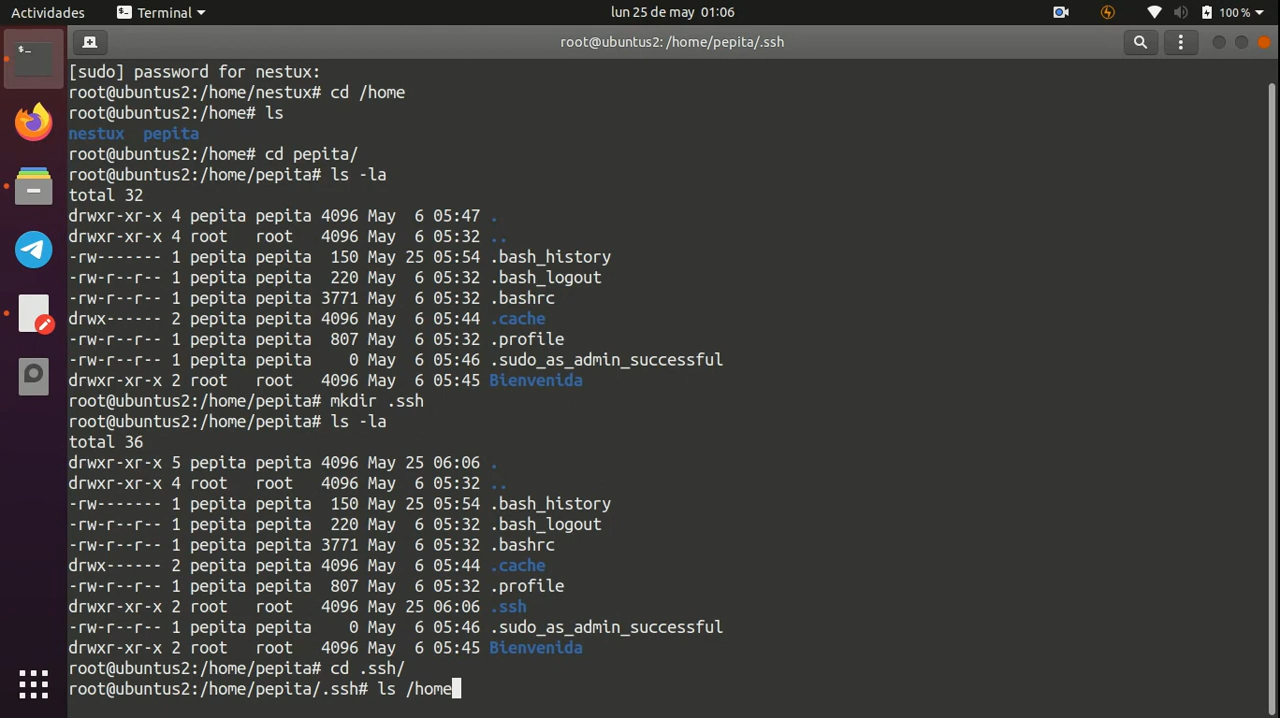 Actividades Terminal lun 25 de may 01:06 100 %
root@ubuntus2: /home/pepita/.ssh
[sudo] password for nestux:
root@ubuntus2:/home/nestux# cd /home
root@ubuntus2:/home# ls
nestux  pepita
root@ubuntus2:/home# cd pepita/
root@ubuntus2:/home/pepita# ls -la
total 32
drwxr-xr-x 4 pepita pepita 4096 May  6 05:47 .
drwxr-xr-x 4 root   root   4096 May  6 05:32 ..
-rw------- 1 pepita pepita  150 May 25 05:54 .bash_history
-rw-r--r-- 1 pepita pepita  220 May  6 05:32 .bash_logout
-rw-r--r-- 1 pepita pepita 3771 May  6 05:32 .bashrc
drwx------ 2 pepita pepita 4096 May  6 05:44 .cache
-rw-r--r-- 1 pepita pepita  807 May  6 05:32 .profile
-rw-r--r-- 1 pepita pepita    0 May  6 05:46 .sudo_as_admin_successful
drwxr-xr-x 2 root   root   4096 May  6 05:45 Bienvenida
root@ubuntus2:/home/pepita# mkdir .ssh
root@ubuntus2:/home/pepita# ls -la
total 36
drwxr-xr-x 5 pepita pepita 4096 May 25 06:06 .
drwxr-xr-x 4 root   root   4096 May  6 05:32 ..
-rw------- 1 pepita pepita  150 May 25 05:54 .bash_history
-rw-r--r-- 1 pepita pepita  220 May  6 05:32 .bash_logout
-rw-r--r-- 1 pepita pepita 3771 May  6 05:32 .bashrc
drwx------ 2 pepita pepita 4096 May  6 05:44 .cache
-rw-r--r-- 1 pepita pepita  807 May  6 05:32 .profile
drwxr-xr-x 2 root   root   4096 May 25 06:06 .ssh
-rw-r--r-- 1 pepita pepita    0 May  6 05:46 .sudo_as_admin_successful
drwxr-xr-x 2 root   root   4096 May  6 05:45 Bienvenida
root@ubuntus2:/home/pepita# cd .ssh/
root@ubuntus2:/home/pepita/.ssh# ls /home